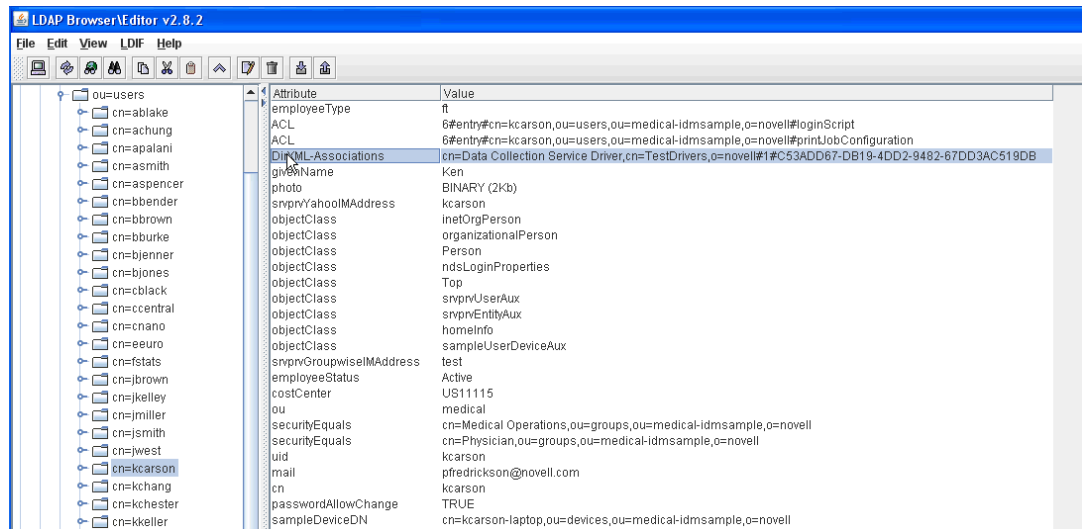 LDAP Browser\Editor v2.8.2
File Edit View LDIF Help
ou=users
cn=ablake
cn=achung
cn=apalani
cn=asmith
cn=aspencer
cn=bbender
cn=bbrown
cn=bburke
cn=bjenner
cn=bjones
cn=cblack
cn=ccentral
cn=cnano
cn=eeuro
cn=fstats
cn=jbrown
cn=jkelley
cn=jmiller
cn=jsmith
cn=jwest
cn=kcarson
cn=kchang
cn=kchester
cn=kkeller
Attribute Value
employeeType ft
ACL 6#entry#cn=kcarson,ou=users,ou=medical-idmsample,o=novell#loginScript
ACL 6#entry#cn=kcarson,ou=users,ou=medical-idmsample,o=novell#printJobConfiguration
DirXML-Associations cn=Data Collection Service Driver,cn=TestDrivers,o=novell#1#C53ADD67-DB19-4DD2-9482-67DD3AC519DB
givenName Ken
photo BINARY (2Kb)
srvprvYahooIMAddress kcarson
objectClass inetOrgPerson
objectClass organizationalPerson
objectClass Person
objectClass ndsLoginProperties
objectClass Top
objectClass srvprvUserAux
objectClass srvprvEntityAux
objectClass homeInfo
objectClass sampleUserDeviceAux
srvprvGroupwiseIMAddress test
employeeStatus Active
costCenter US11115
ou medical
securityEquals cn=Medical Operations,ou=groups,ou=medical-idmsample,o=novell
securityEquals cn=Physician,ou=groups,ou=medical-idmsample,o=novell
uid kcarson
mail pfredrickson@novell.com
cn kcarson
passwordAllowChange TRUE
sampleDeviceDN cn=kcarson-laptop,ou=devices,ou=medical-idmsample,o=novell